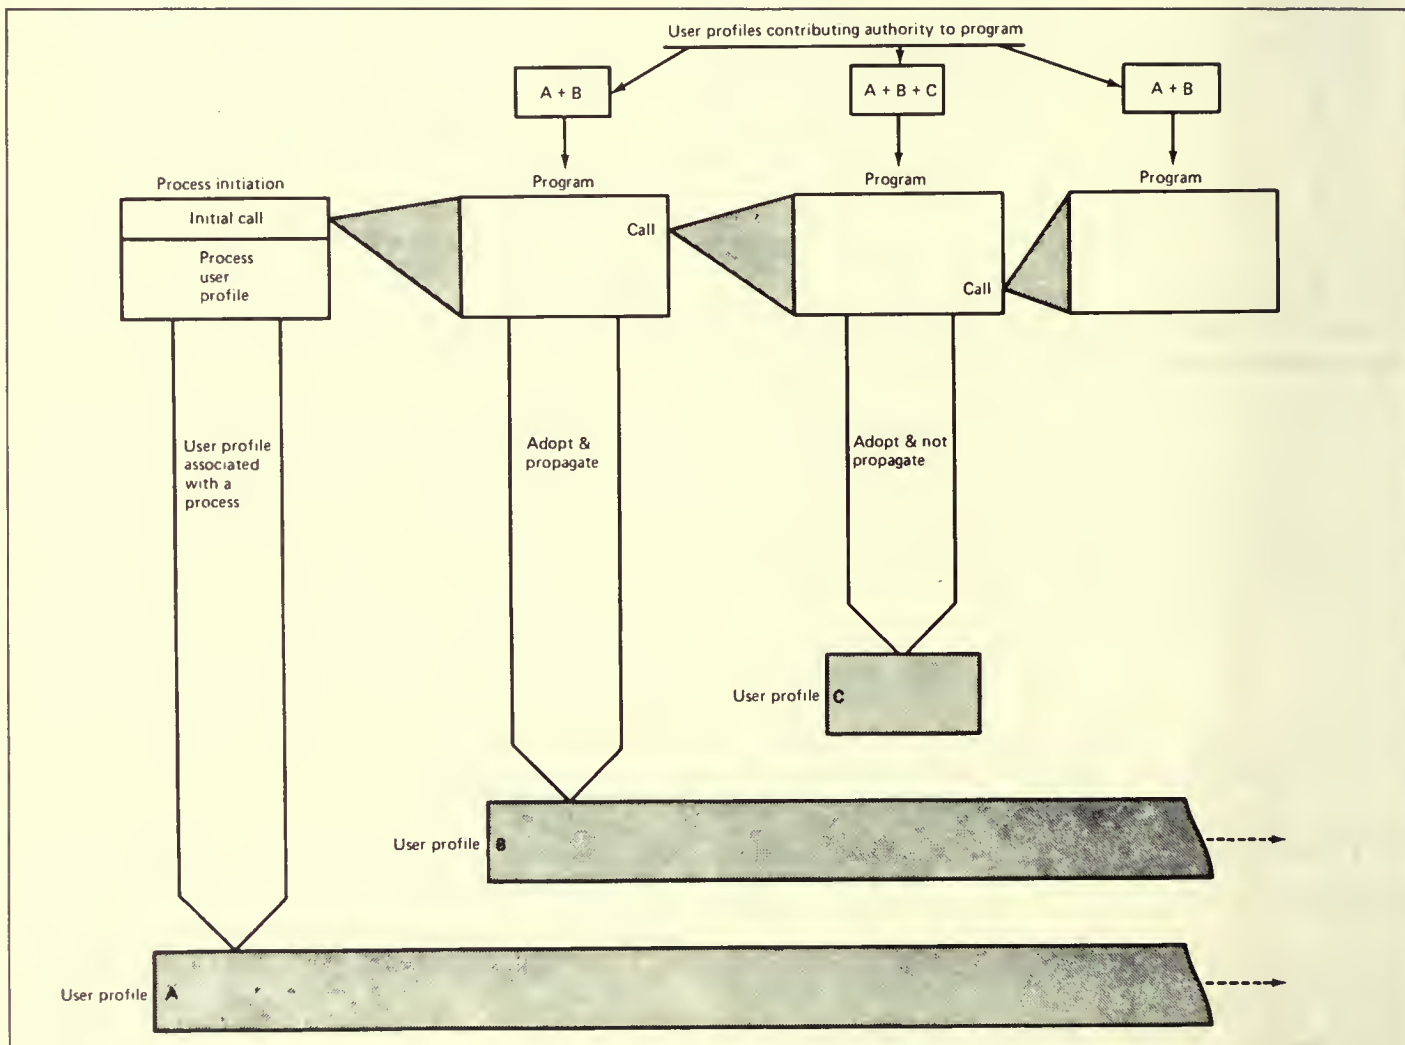 User profiles contributing authority to program
A + B
A + B + C
A + B
Process initiation
Program
Program
Program
Initial call
Call
Process
user
profile
Call
User profile
associated
with a
process
Adopt &
propagate
Adopt & not
propagate
User profile C
User profile B
User profile A